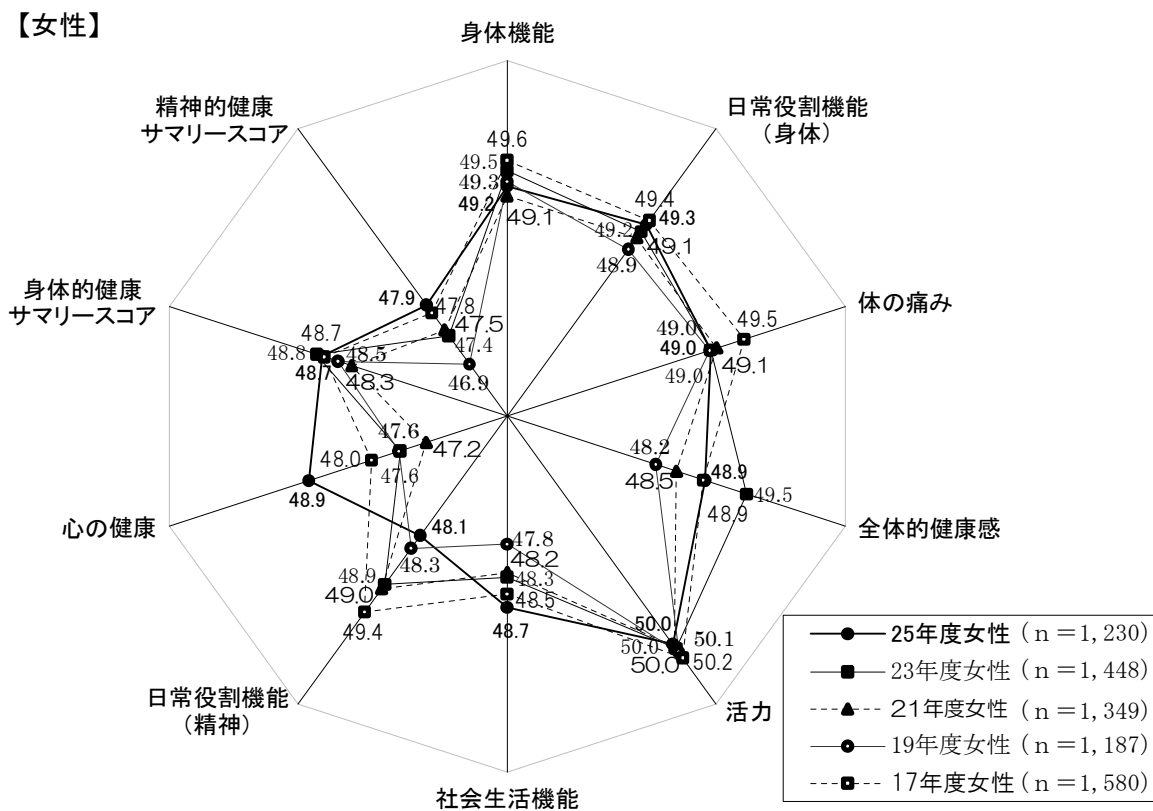 【女性】
身体機能
精神的健康
サマリースコア
日常役割機能
(身体)
49.6
49.5
49.3
49.2
49.1
49.4
49.3
49.2
49.1
48.9
身体的健康
サマリースコア
体の痛み
47.9
47.8
47.5
47.4
46.9
49.5
49.0
49.0
49.1
49.0
48.7
48.8
48.5
48.7
48.3
47.6
47.2
48.0
47.6
48.9
心の健康
48.2
48.5
48.9
49.5
48.9
全体的健康感
48.1
48.3
48.9
49.0
49.4
47.8
48.2
48.3
48.5
48.7
50.0
50.1
50.0
50.0
50.2
日常役割機能
(精神)
活力
社会生活機能
25年度女性 (n=1,230)
23年度女性 (n=1,448)
21年度女性 (n=1,349)
19年度女性 (n=1,187)
17年度女性 (n=1,580)